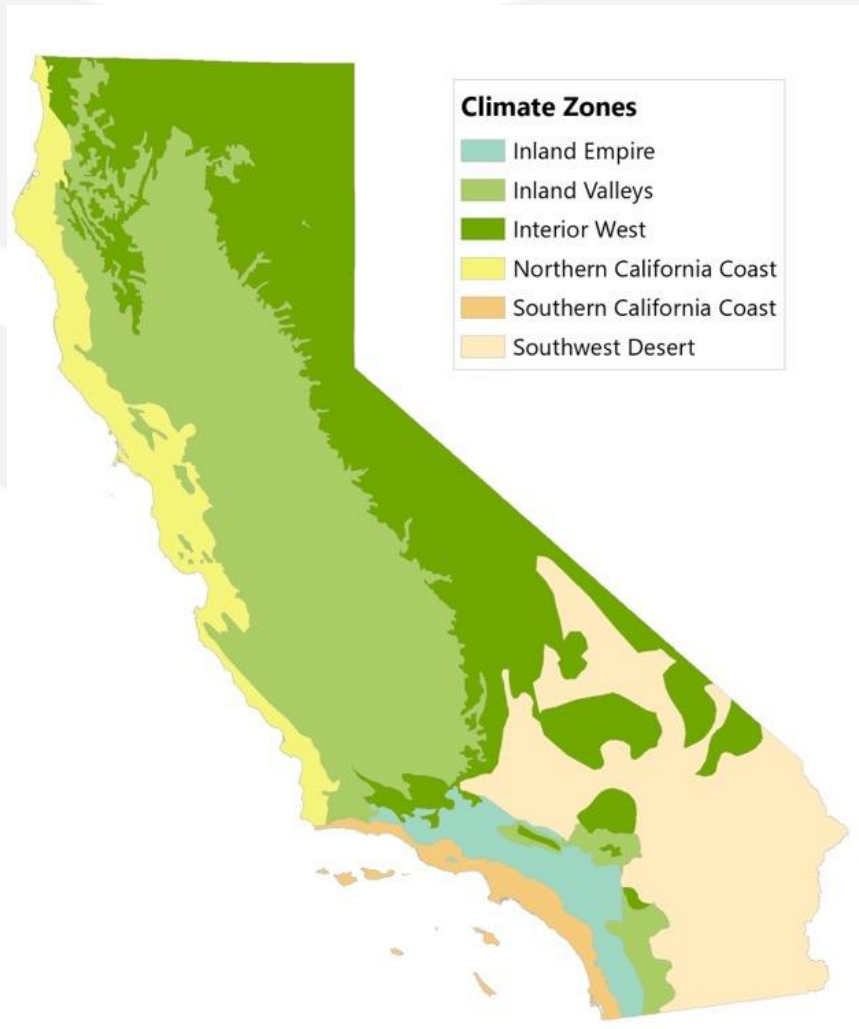 Climate Zones
Inland Empire
Inland Valleys
Interior West
Northern California Coast
Southern California Coast
Southwest Desert